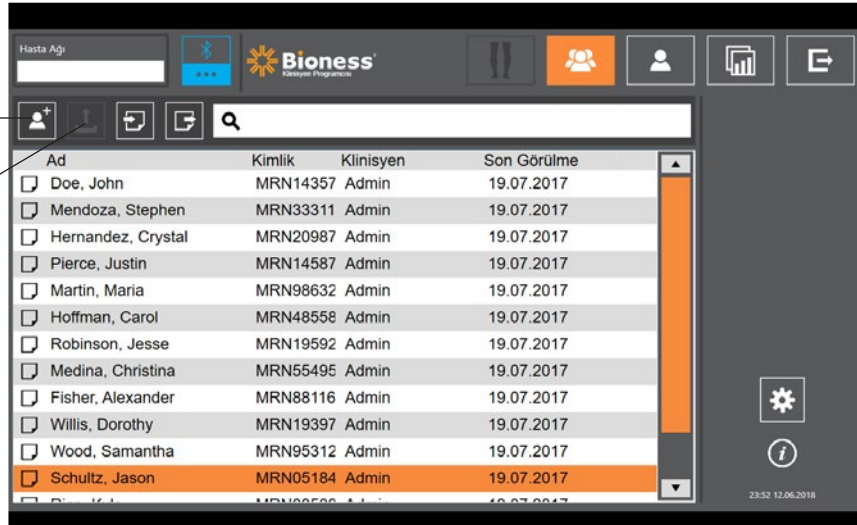 Hasta Ağı
Bioness
Klinisyen Programcısı
Ad Kimlik Klinisyen Son Görülme
Doe, John MRN14357 Admin 19.07.2017
Mendoza, Stephen MRN33311 Admin 19.07.2017
Hernandez, Crystal MRN20987 Admin 19.07.2017
Pierce, Justin MRN14587 Admin 19.07.2017
Martin, Maria MRN98632 Admin 19.07.2017
Hoffman, Carol MRN48558 Admin 19.07.2017
Robinson, Jesse MRN19592 Admin 19.07.2017
Medina, Christina MRN55495 Admin 19.07.2017
Fisher, Alexander MRN88116 Admin 19.07.2017
Willis, Dorothy MRN19397 Admin 19.07.2017
Wood, Samantha MRN95312 Admin 19.07.2017
Schultz, Jason MRN05184 Admin 19.07.2017
23:52 12.06.2018